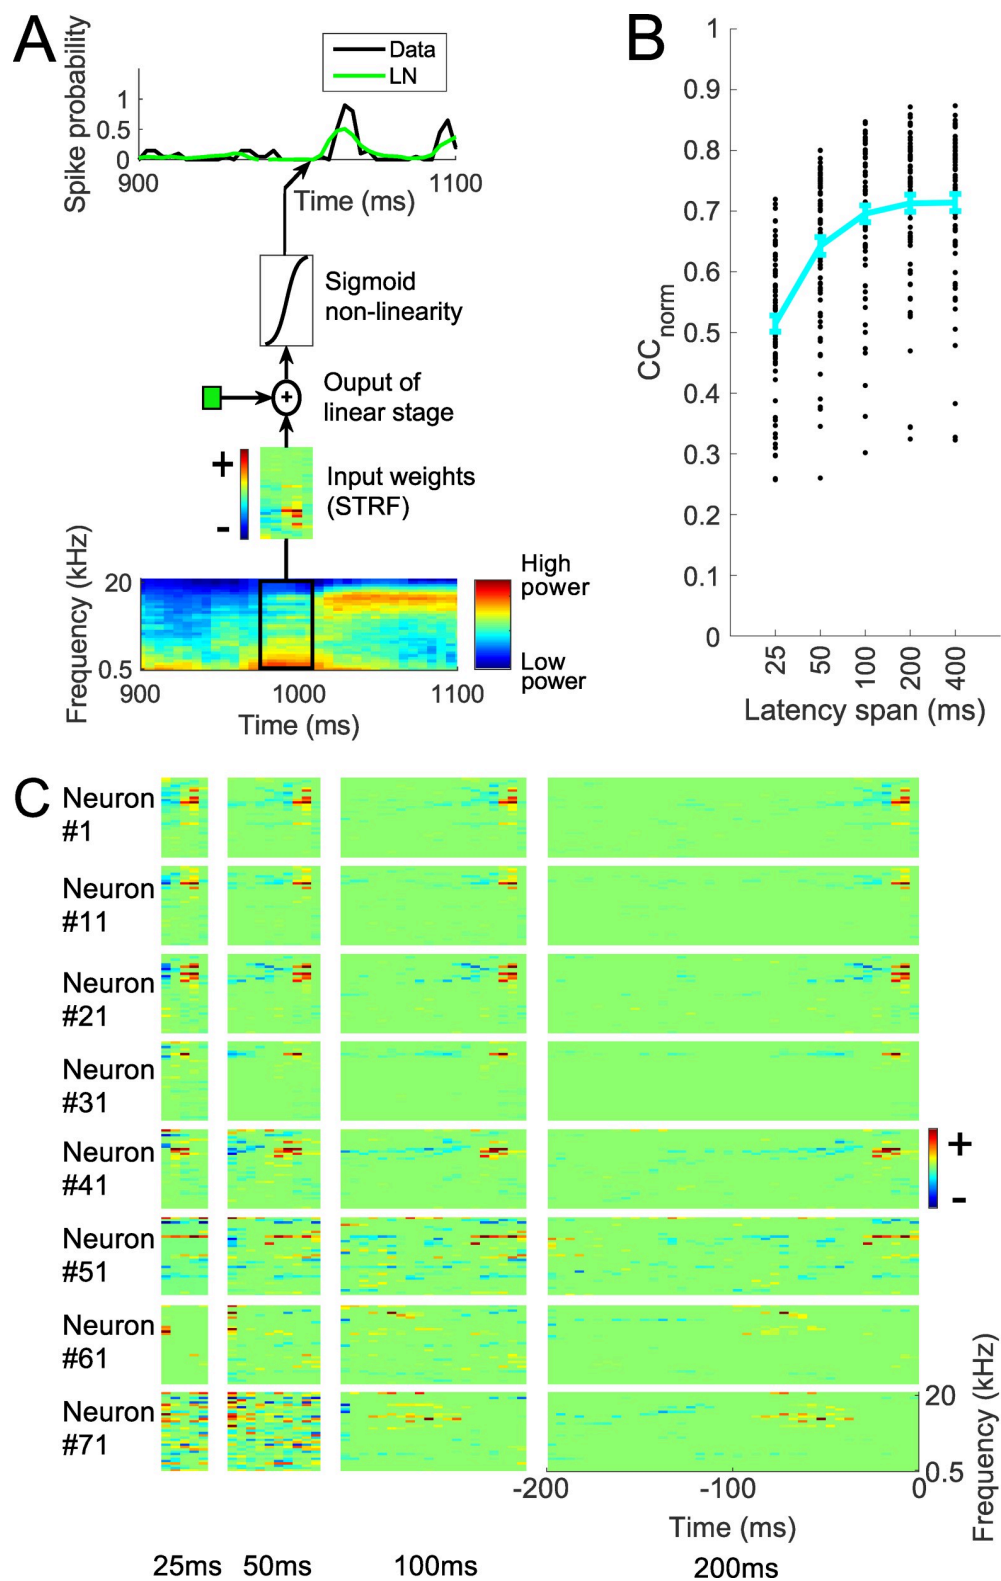 A
Spike probability
Data
LN
1
0.5
0
900
1100
Time (ms)
Sigmoid
non-linearity
+
Ouput of
linear stage
+
-
Input weights
(STRF)
Frequency (kHz)
20
0.5
High
power
Low
power
900
1000
1100
Time (ms)
B
CCnorm
1
0.9
0.8
0.7
0.6
0.5
0.4
0.3
0.2
0.1
0
25
50
100
200
400
Latency span (ms)
C
Neuron
#1
Neuron
#11
Neuron
#21
Neuron
#31
Neuron
#41
+
-
Neuron
#51
Neuron
#61
Neuron
#71
20
0.5
Frequency (kHz)
-200
-100
0
Time (ms)
25ms 50ms 100ms 200ms